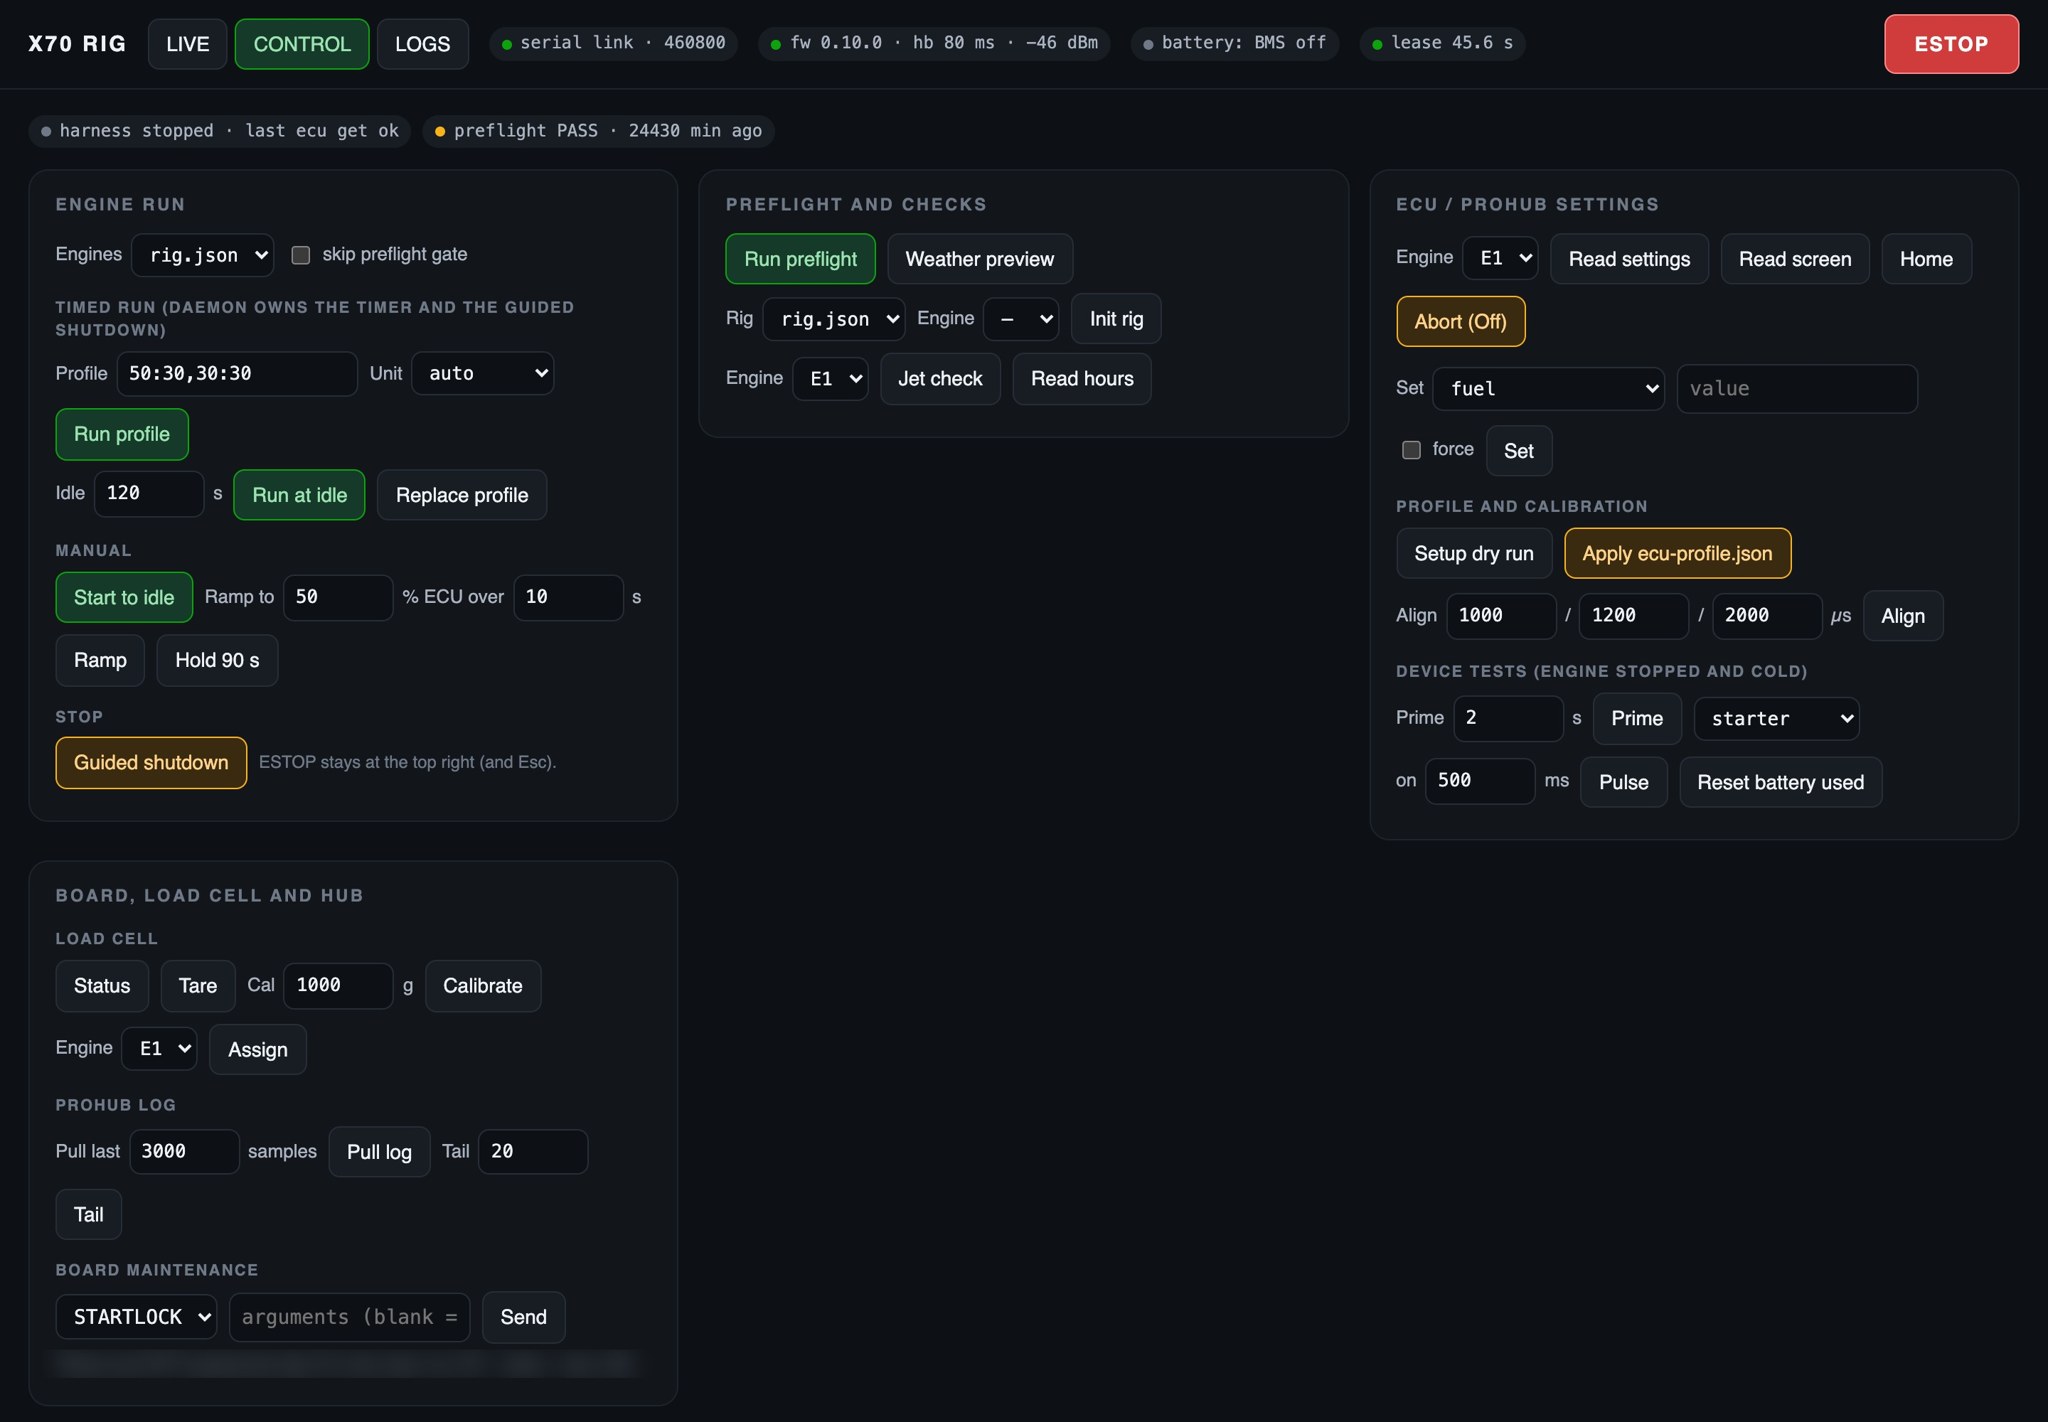 X70 RIG LIVE CONTROL LOGS serial link · 460800 fw 0.10.0 · hb 80 ms · −46 dBm battery: BMS off lease 45.6 s ESTOP
harness stopped · last ecu get ok preflight PASS · 24430 min ago
ENGINE RUN
Engines rig.json skip preflight gate
TIMED RUN (DAEMON OWNS THE TIMER AND THE GUIDED
SHUTDOWN)
Profile 50:30,30:30 Unit auto
Run profile
Idle 120 s Run at idle Replace profile
MANUAL
Start to idle Ramp to 50 % ECU over 10 s
Ramp Hold 90 s
STOP
Guided shutdown ESTOP stays at the top right (and Esc).
PREFLIGHT AND CHECKS
Run preflight Weather preview
Rig rig.json Engine — Init rig
Engine E1 Jet check Read hours
ECU / PROHUB SETTINGS
Engine E1 Read settings Read screen Home
Abort (Off)
Set fuel value
force Set
PROFILE AND CALIBRATION
Setup dry run Apply ecu-profile.json
Align 1000 / 1200 / 2000 µs Align
DEVICE TESTS (ENGINE STOPPED AND COLD)
Prime 2 s Prime starter
on 500 ms Pulse Reset battery used
BOARD, LOAD CELL AND HUB
LOAD CELL
Status Tare Cal 1000 g Calibrate
Engine E1 Assign
PROHUB LOG
Pull last 3000 samples Pull log Tail 20
Tail
BOARD MAINTENANCE
STARTLOCK arguments (blank = Send